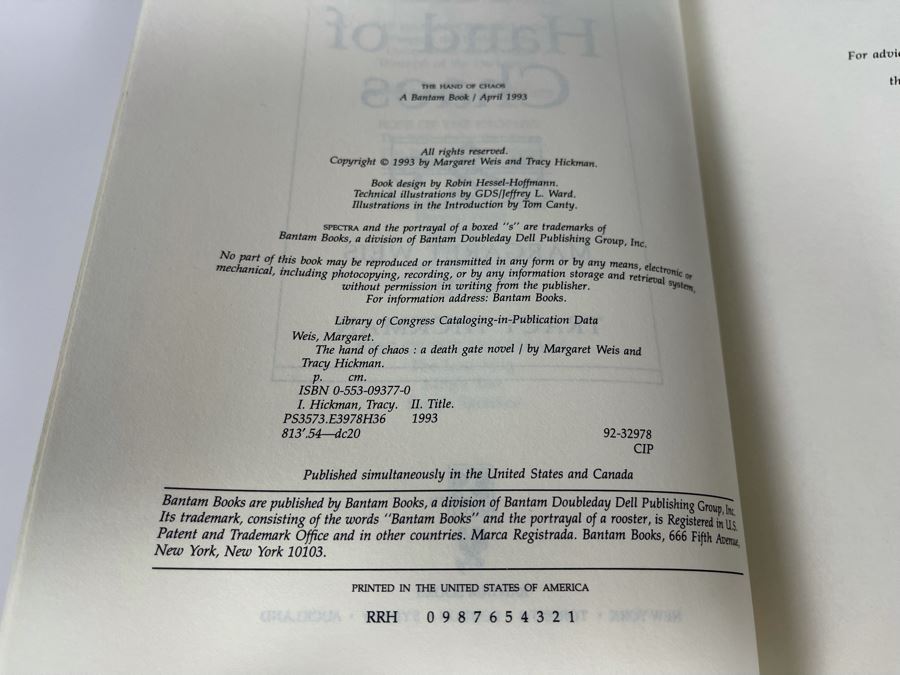 THE HAND OF CHAOS
A Bantam Book / April 1993
All rights reserved.
Copyright © 1993 by Margaret Weis and Tracy Hickman.
Book design by Robin Hessel-Hoffmann.
Technical illustrations by GDS/Jeffrey L. Ward.
Illustrations in the Introduction by Tom Canty.
SPECTRA and the portrayal of a boxed "s" are trademarks of
Bantam Books, a division of Bantam Doubleday Dell Publishing Group, Inc.
No part of this book may be reproduced or transmitted in any form or by any means, electronic or
mechanical, including photocopying, recording, or by any information storage and retrieval system,
without permission in writing from the publisher.
For information address: Bantam Books.
Library of Congress Cataloging-in-Publication Data
Weis, Margaret.
The hand of chaos : a death gate novel / by Margaret Weis and
Tracy Hickman.
p. cm.
ISBN 0-553-09377-0
I. Hickman, Tracy. II. Title.
PS3573.E3978H36 1993
813'.54—dc20 92-32978
CIP
Published simultaneously in the United States and Canada
Bantam Books are published by Bantam Books, a division of Bantam Doubleday Dell Publishing Group, Inc.
Its trademark, consisting of the words "Bantam Books" and the portrayal of a rooster, is Registered in U.S.
Patent and Trademark Office and in other countries. Marca Registrada. Bantam Books, 666 Fifth Avenue,
New York, New York 10103.
PRINTED IN THE UNITED STATES OF AMERICA
RRH 0 9 8 7 6 5 4 3 2 1
For